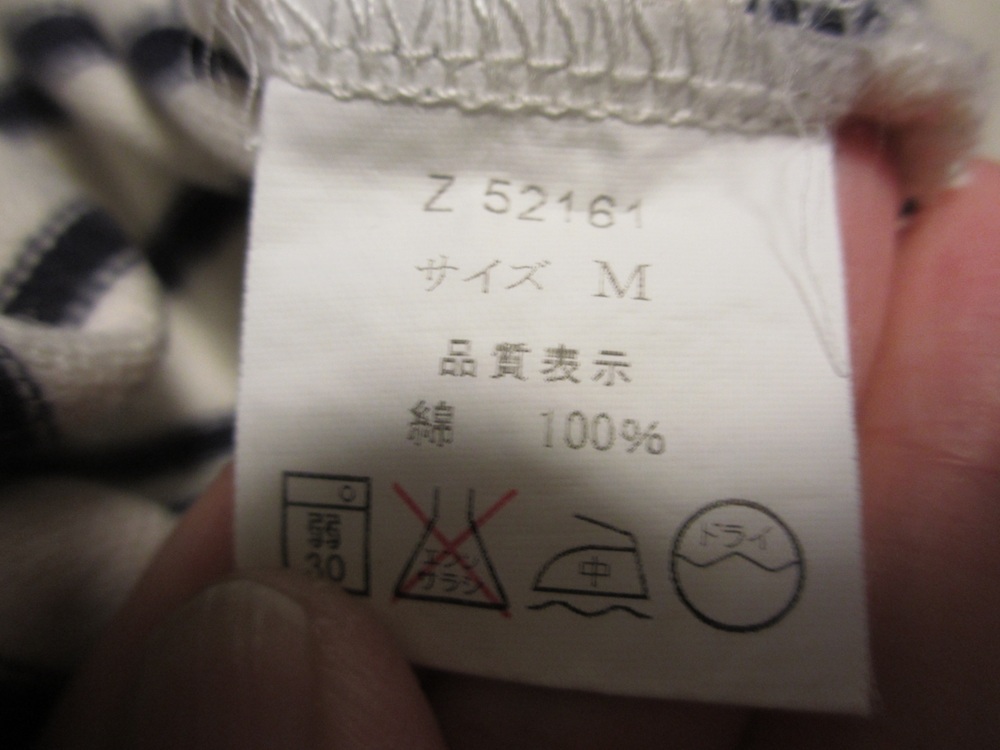 Z 52161
サイズ M
品質表示
綿 100%
弱 エンソ 中 ドライ
30 サラシ